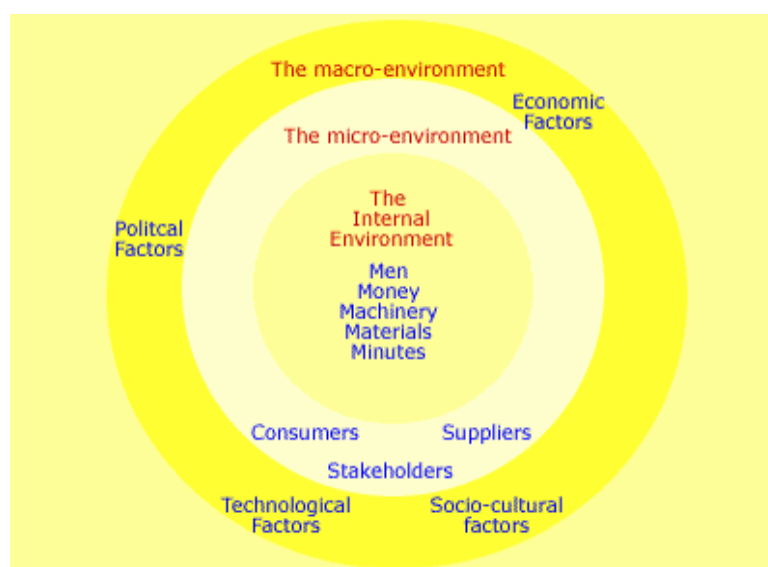 The macro-environment
Economic
Factors
The micro-environment
The
Internal
Environment
Politcal
Factors
Men
Money
Machinery
Materials
Minutes
Consumers
Suppliers
Stakeholders
Technological
Factors
Socio-cultural
factors